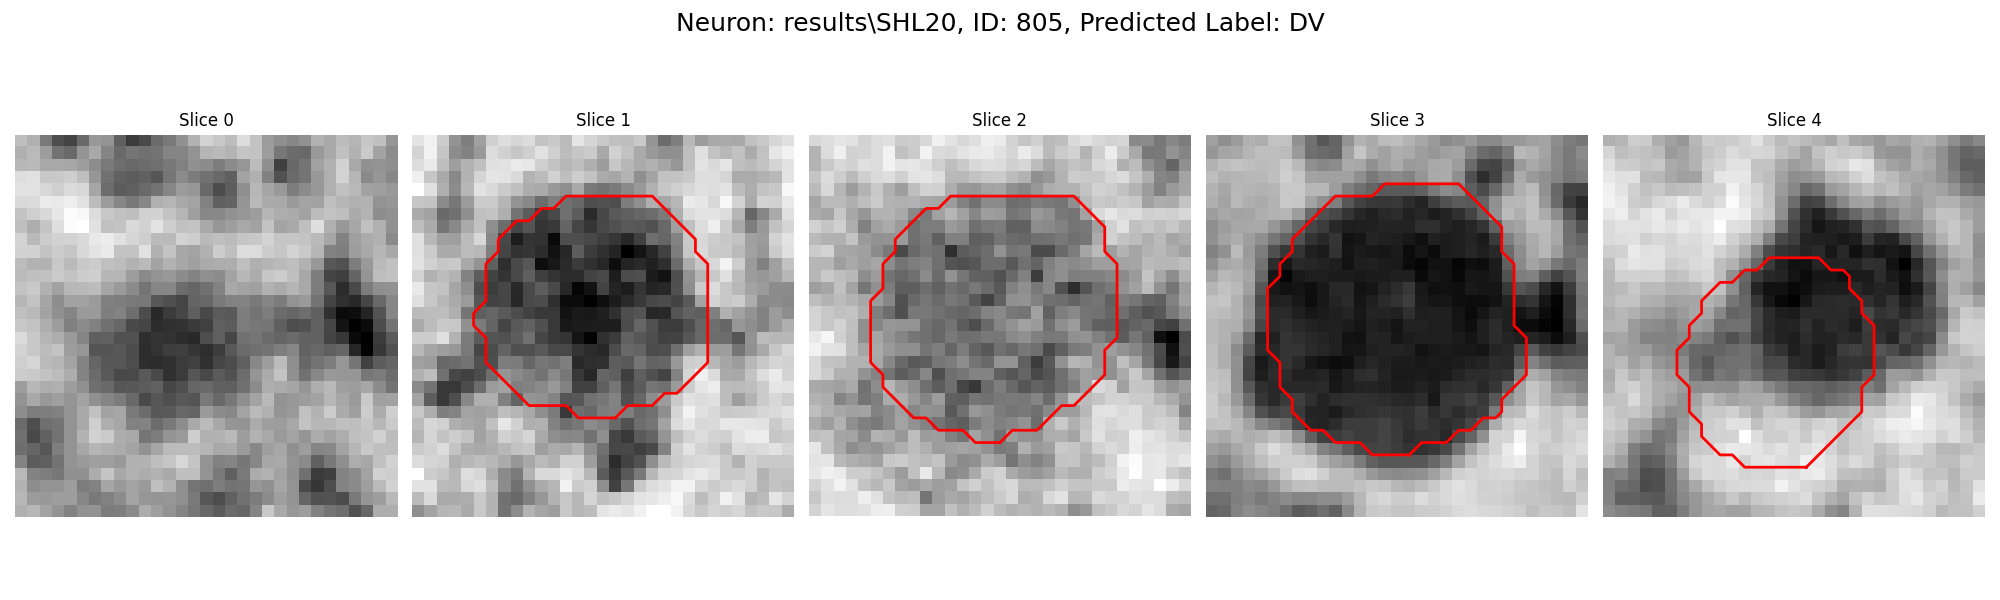 Neuron: results\SHL20, ID: 805, Predicted Label: DV
Slice 0
Slice 1
Slice 2
Slice 3
Slice 4